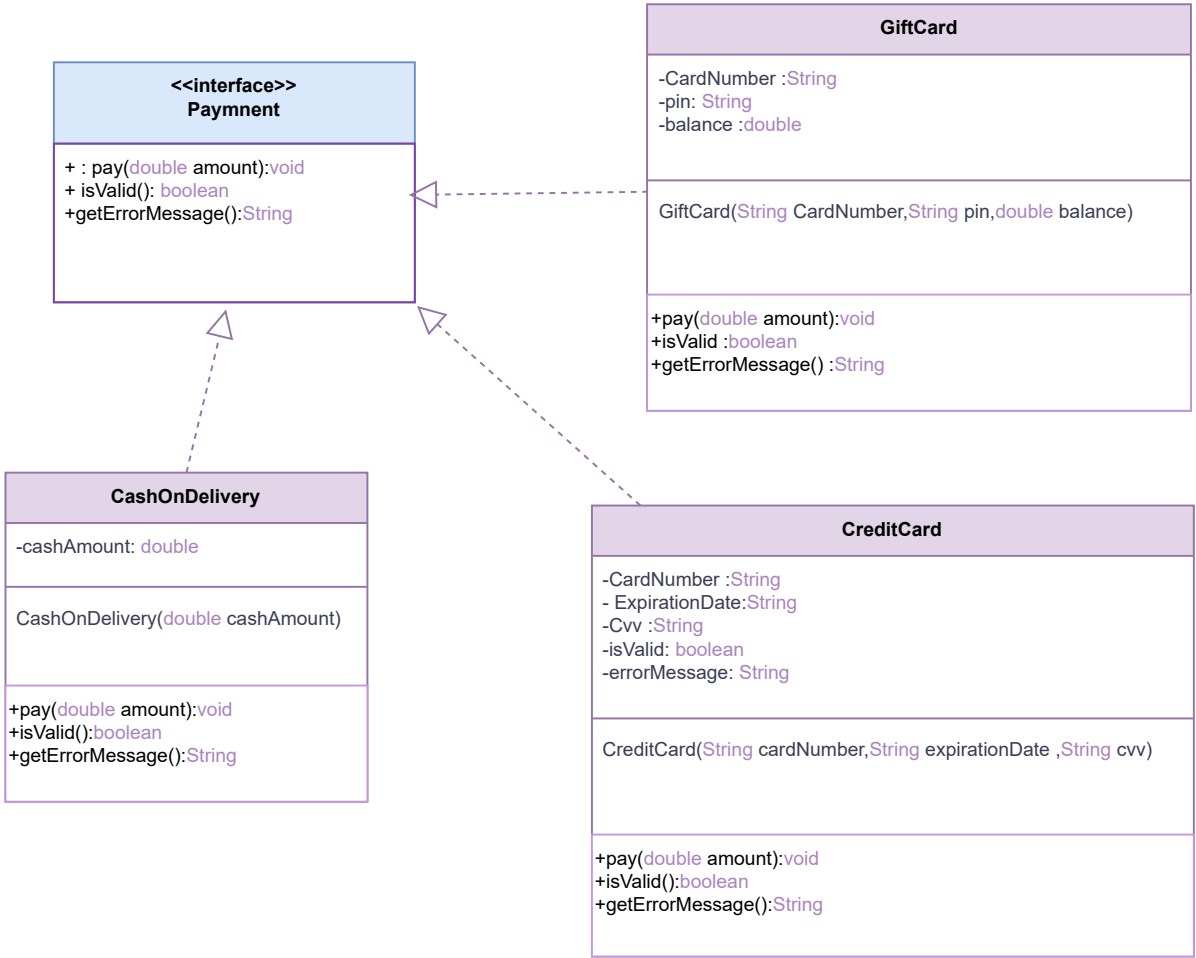 <<interface>>
Paymnent
+ : pay(double amount):void
+ isValid(): boolean
+getErrorMessage():String
GiftCard
-CardNumber :String
-pin: String
-balance :double
GiftCard(String CardNumber,String pin,double balance)
+pay(double amount):void
+isValid :boolean
+getErrorMessage() :String
CashOnDelivery
-cashAmount: double
CashOnDelivery(double cashAmount)
+pay(double amount):void
+isValid():boolean
+getErrorMessage():String
CreditCard
-CardNumber :String
- ExpirationDate:String
-Cvv :String
-isValid: boolean
-errorMessage: String
CreditCard(String cardNumber,String expirationDate ,String cvv)
+pay(double amount):void
+isValid():boolean
+getErrorMessage():String